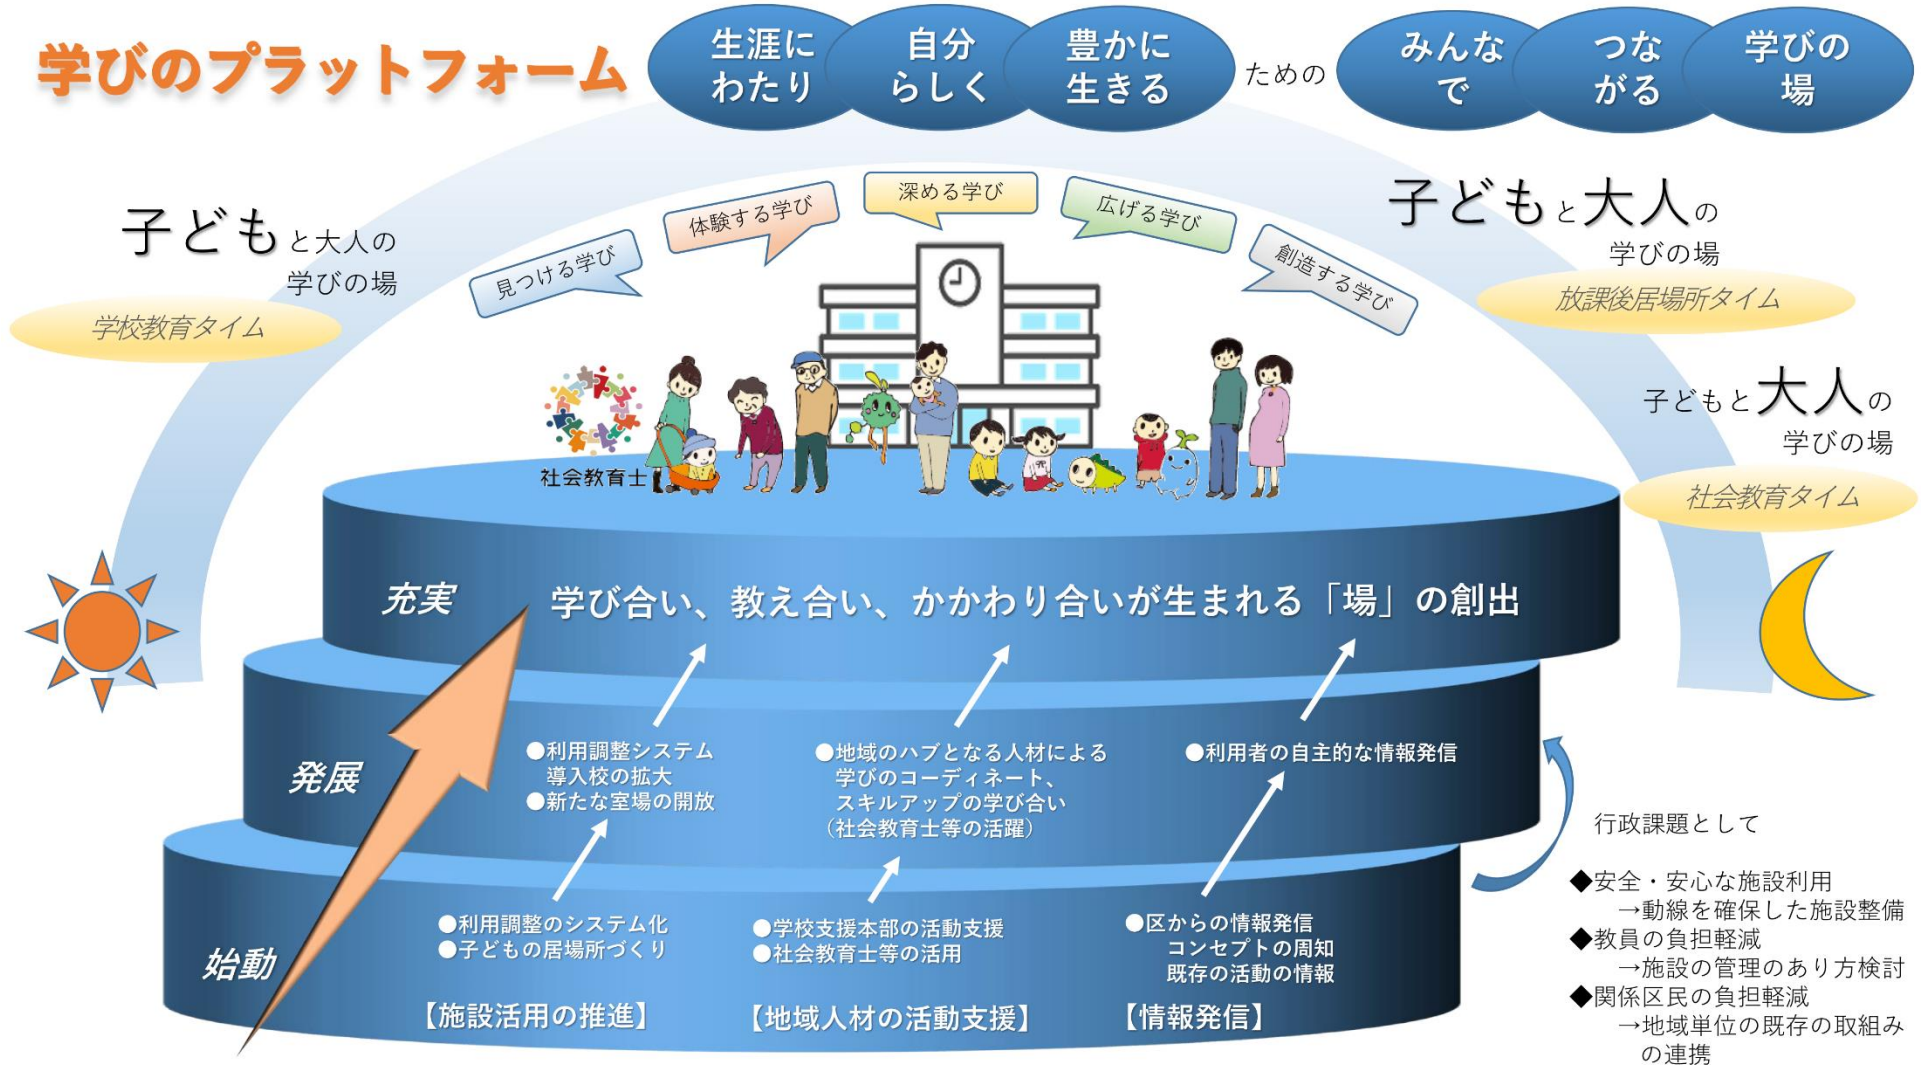 学びのプラットフォーム
生涯に
わたり
自分
らしく
豊かに
生きる
ための
みんな
で
つな
がる
学びの
場
子どもと大人の
学びの場
学校教育タイム
見つける学び
体験する学び
深める学び
広げる学び
創造する学び
子どもと大人の
学びの場
放課後居場所タイム
子どもと大人の
学びの場
社会教育タイム
社会教育士
充実
学び合い、教え合い、かかわり合いが生まれる「場」の創出
発展
●利用調整システム
導入校の拡大
●新たな室場の開放
●地域のハブとなる人材による
学びのコーディネート、
スキルアップの学び合い
（社会教育士等の活躍）
●利用者の自主的な情報発信
始動
●利用調整のシステム化
●子どもの居場所づくり
【施設活用の推進】
●学校支援本部の活動支援
●社会教育士等の活用
【地域人材の活動支援】
●区からの情報発信
コンセプトの周知
既存の活動の情報
【情報発信】
行政課題として
◆安全・安心な施設利用
→動線を確保した施設整備
◆教員の負担軽減
→施設の管理のあり方検討
◆関係区民の負担軽減
→地域単位の既存の取組み
の連携